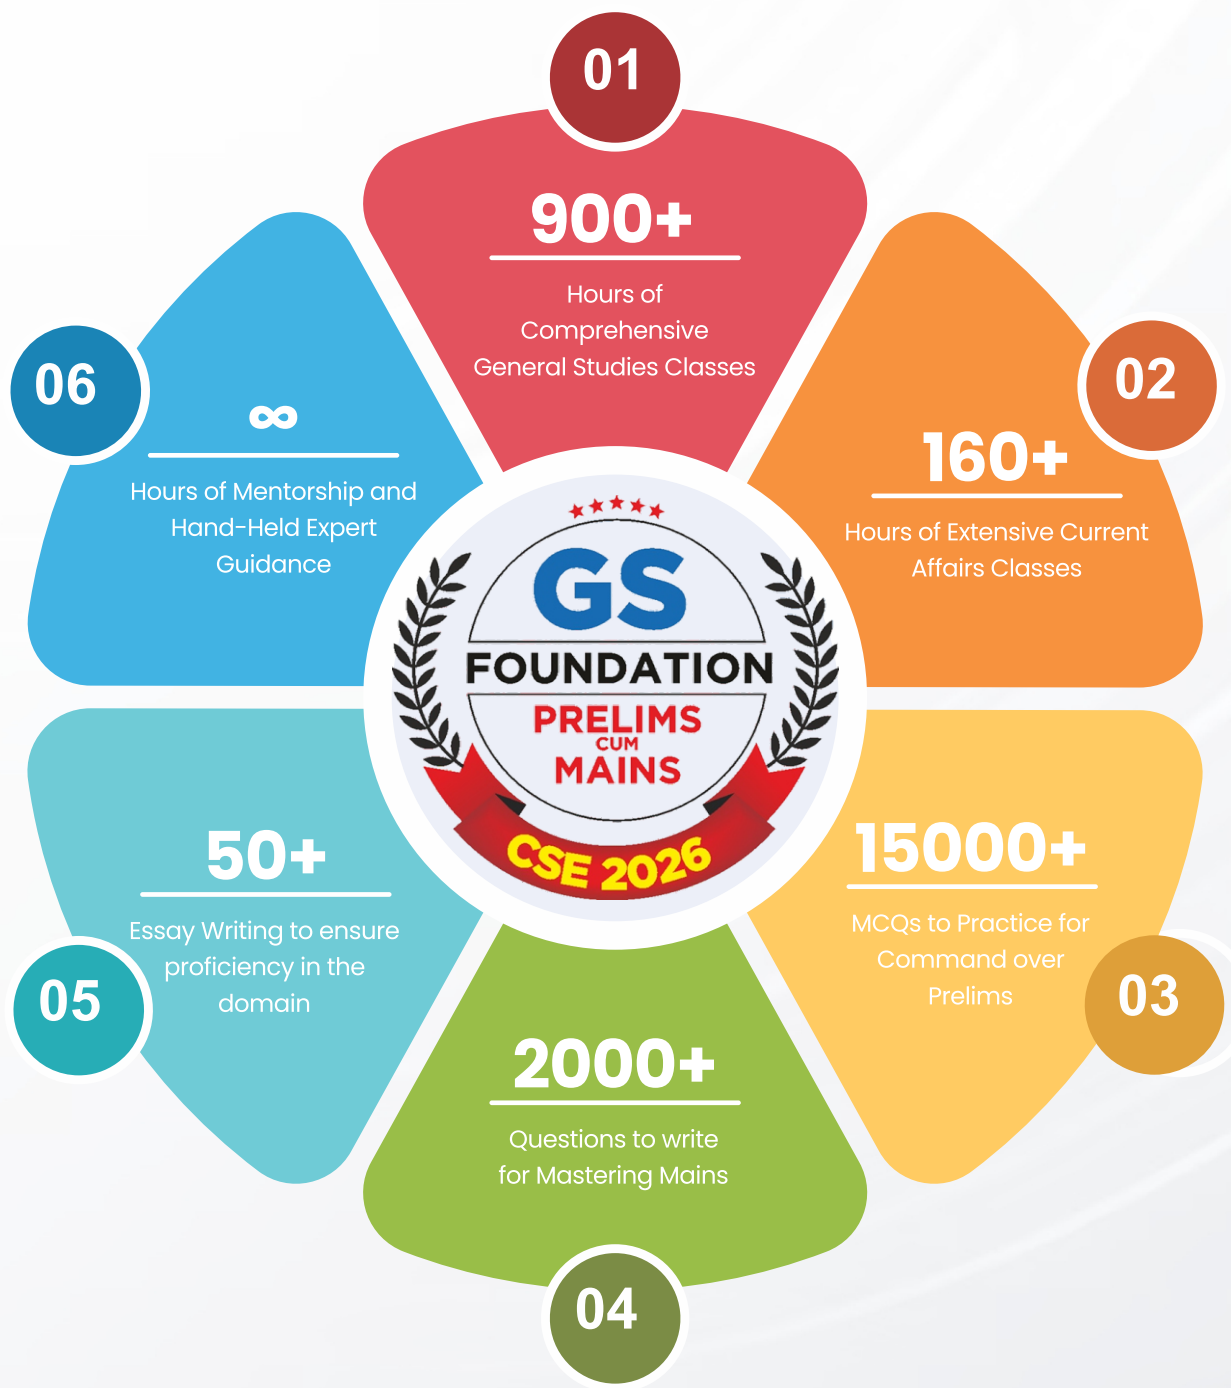 01
900+
Hours of
Comprehensive
General Studies Classes
02
160+
Hours of Extensive Current
Affairs Classes
03
15000+
MCQs to Practice for
Command over
Prelims
04
2000+
Questions to write
for Mastering Mains
05
50+
Essay Writing to ensure
proficiency in the
domain
06
∞
Hours of Mentorship and
Hand-Held Expert
Guidance
GS
FOUNDATION
PRELIMS
CUM
MAINS
CSE 2026